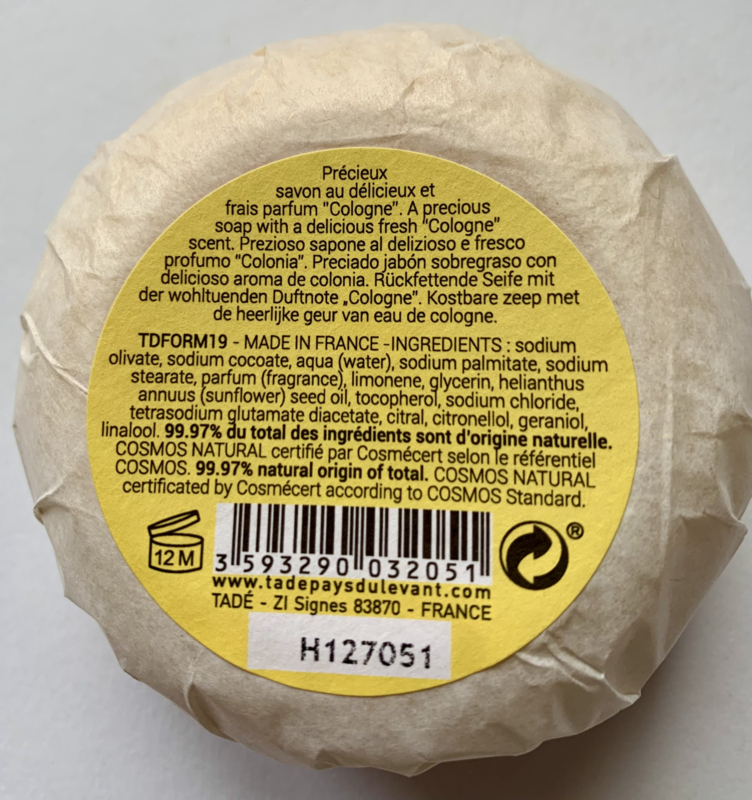 Précieux
savon au délicieux et
frais parfum "Cologne". A precious
soap with a delicious fresh "Cologne"
scent. Prezioso sapone al delizioso e fresco
profumo "Colonia". Preciado jabón sobregraso con
delicioso aroma de colonia. Rückfettende Seife mit
der wohltuenden Duftnote „Cologne". Kostbare zeep met
de heerlijke geur van eau de cologne.
TDFORM19 - MADE IN FRANCE -INGREDIENTS : sodium
olivate, sodium cocoate, aqua (water), sodium palmitate, sodium
stearate, parfum (fragrance), limonene, glycerin, helianthus
annuus (sunflower) seed oil, tocopherol, sodium chloride,
tetrasodium glutamate diacetate, citral, citronellol, geraniol,
linalool. 99.97% du total des ingrédients sont d'origine naturelle.
COSMOS NATURAL certifié par Cosmécert selon le référentiel
COSMOS. 99.97% natural origin of total. COSMOS NATURAL
certificated by Cosmécert according to COSMOS Standard.
12 M
®
3 593290 032051
www.tadepaysdulevant.com
TADÉ - ZI Signes 83870 - FRANCE
H127051